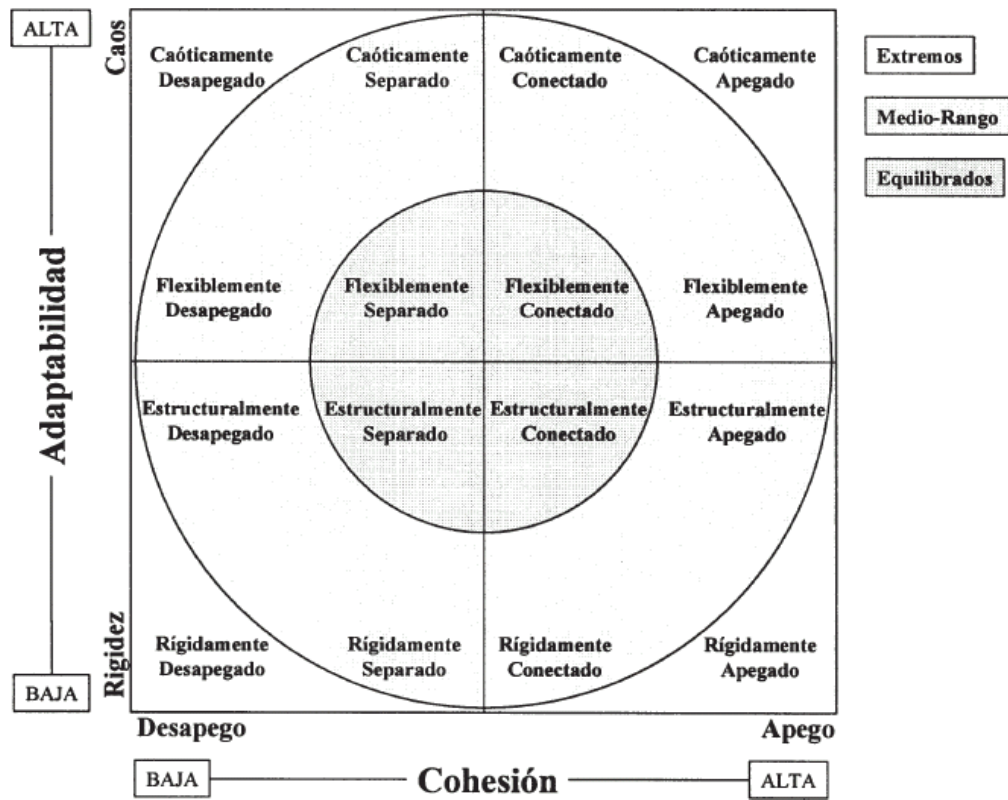 ALTA
Caos
Caóticamente
Desapegado
Caóticamente
Separado
Caóticamente
Conectado
Caóticamente
Apegado
Extremos
Medio-Rango
Equilibrados
Adaptabilidad
Flexiblemente
Desapegado
Flexiblemente
Separado
Flexiblemente
Conectado
Flexiblemente
Apegado
Estructuralmente
Desapegado
Estructuralmente
Separado
Estructuralmente
Conectado
Estructuralmente
Apegado
Rigidez
Rígidamente
Desapegado
Rígidamente
Separado
Rígidamente
Conectado
Rígidamente
Apegado
BAJA
Desapego
Apego
BAJA
Cohesión
ALTA